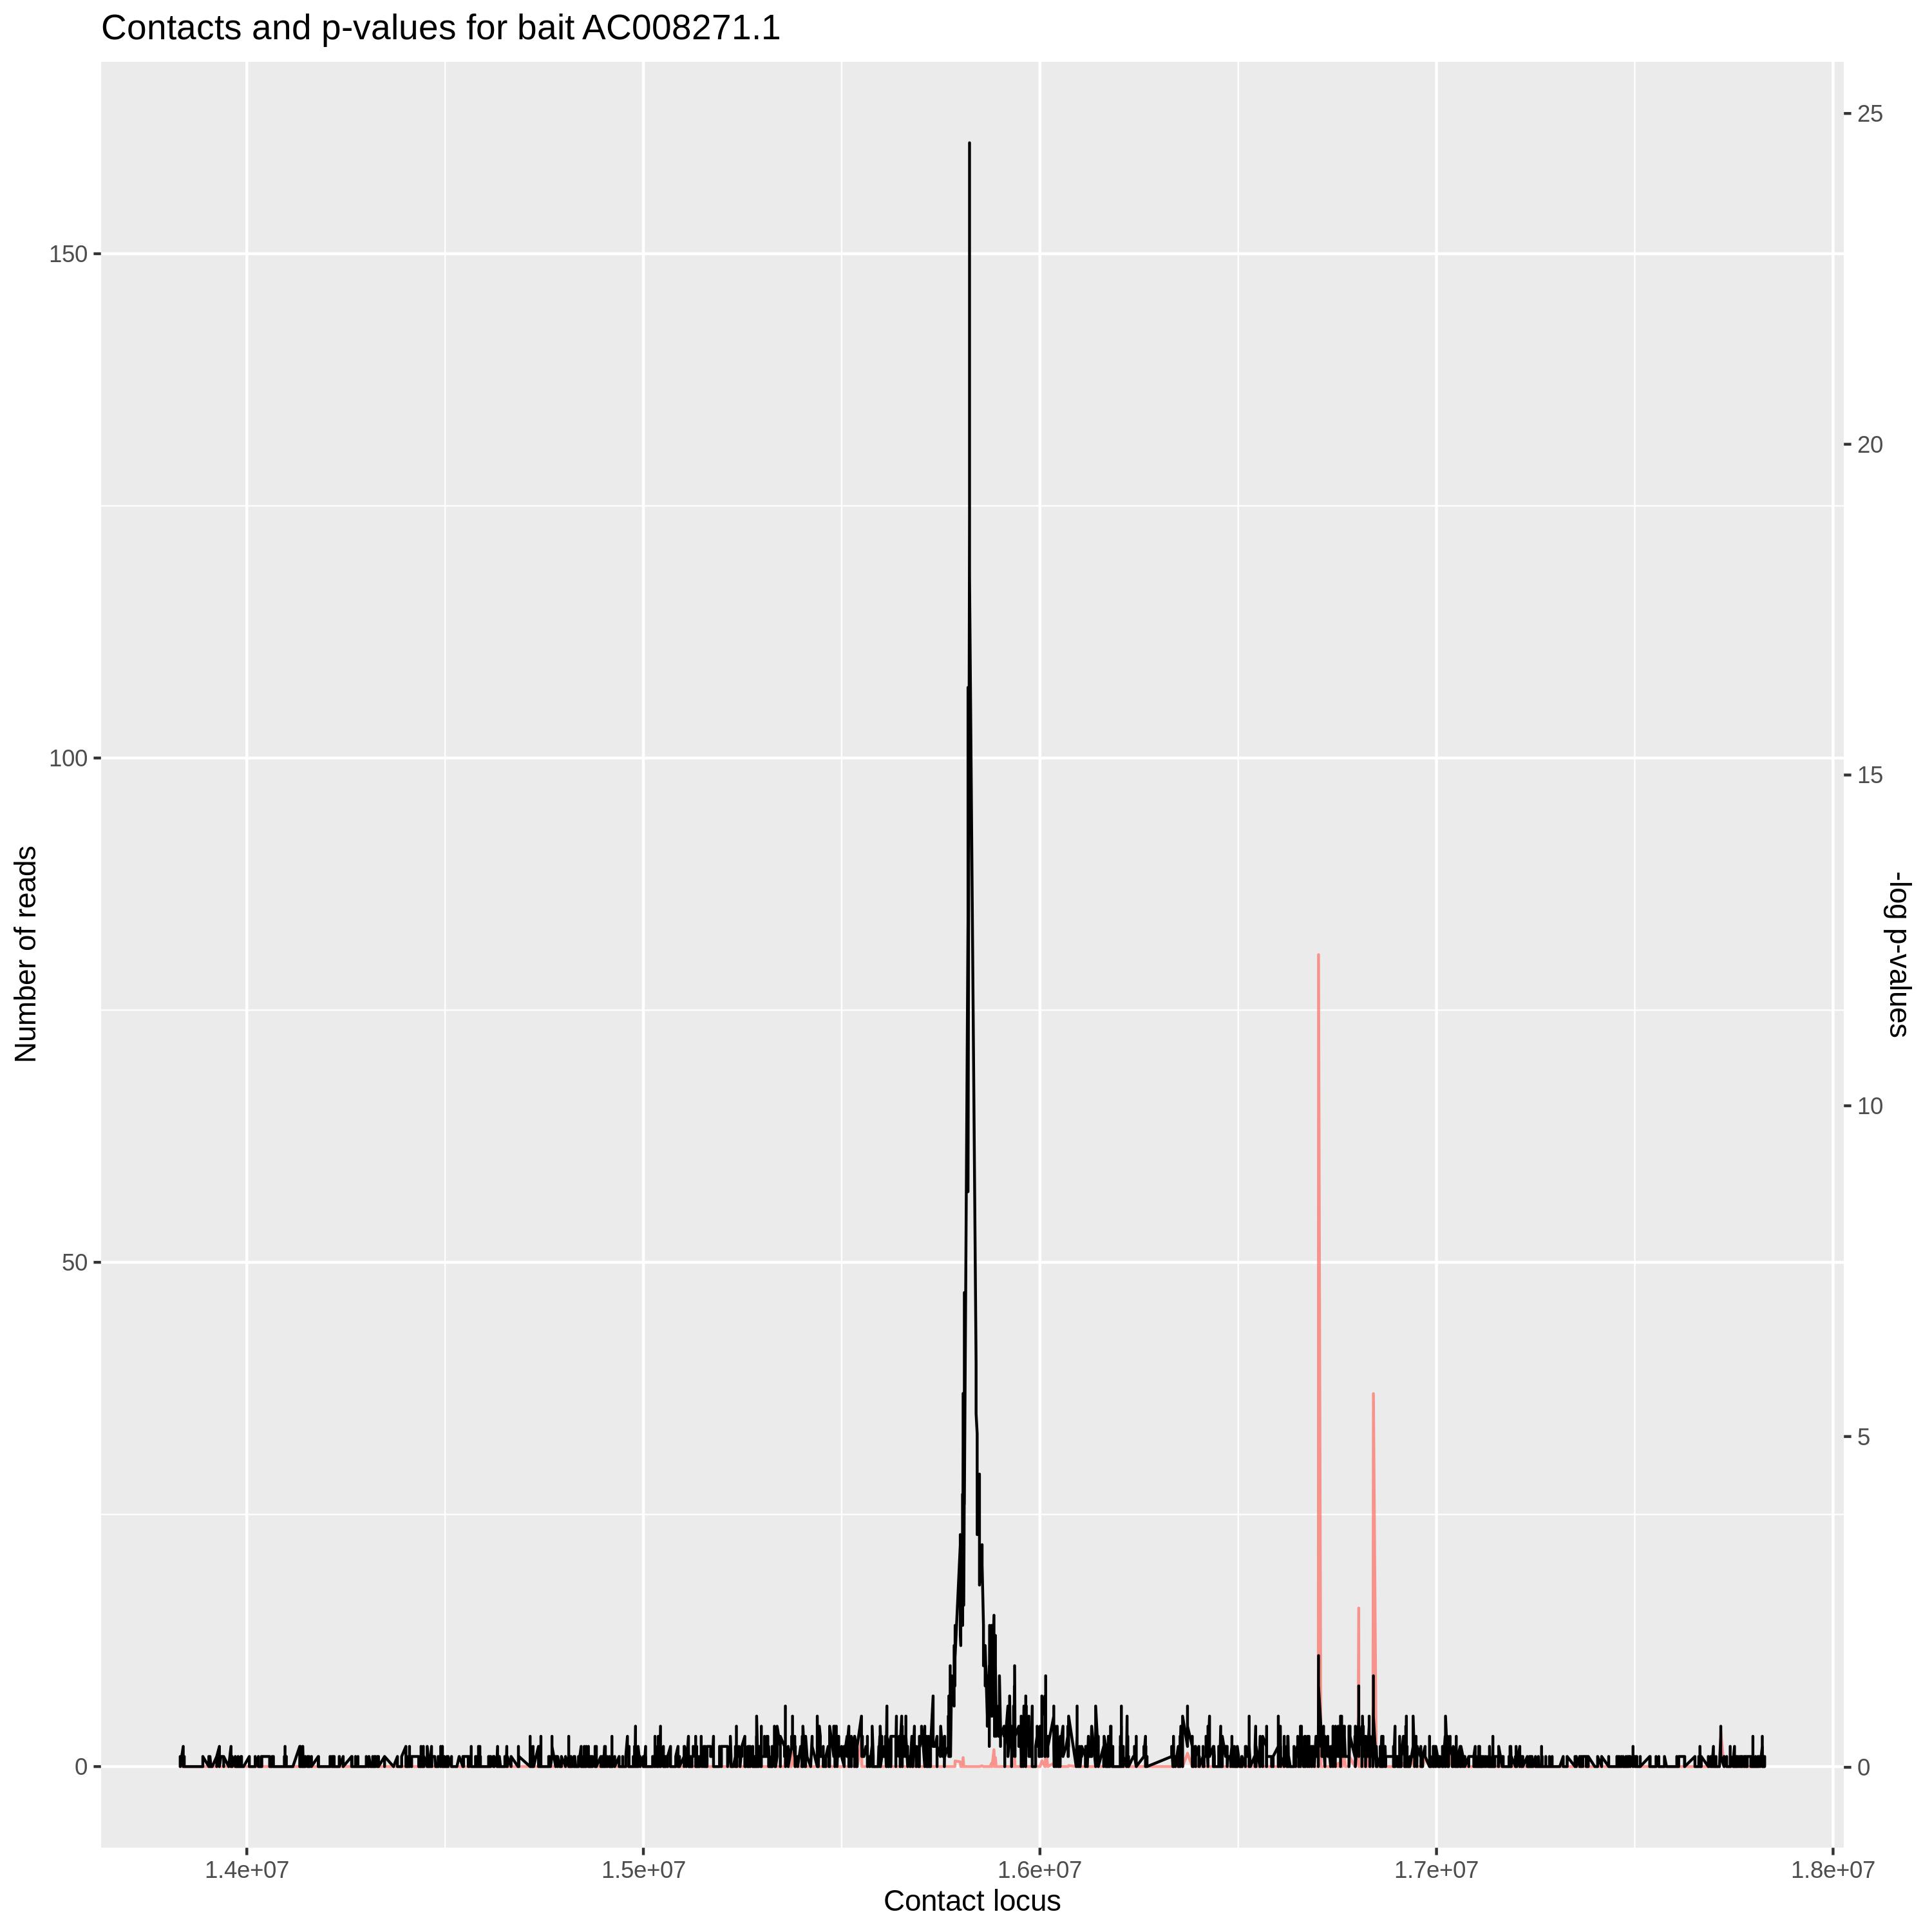 Contacts and p-values for bait AC008271.1
150
100
50
0
Number of reads
25
20
15
10
5
0
-log p-values
1.4e+07 1.5e+07 1.6e+07 1.7e+07 1.8e+07
Contact locus